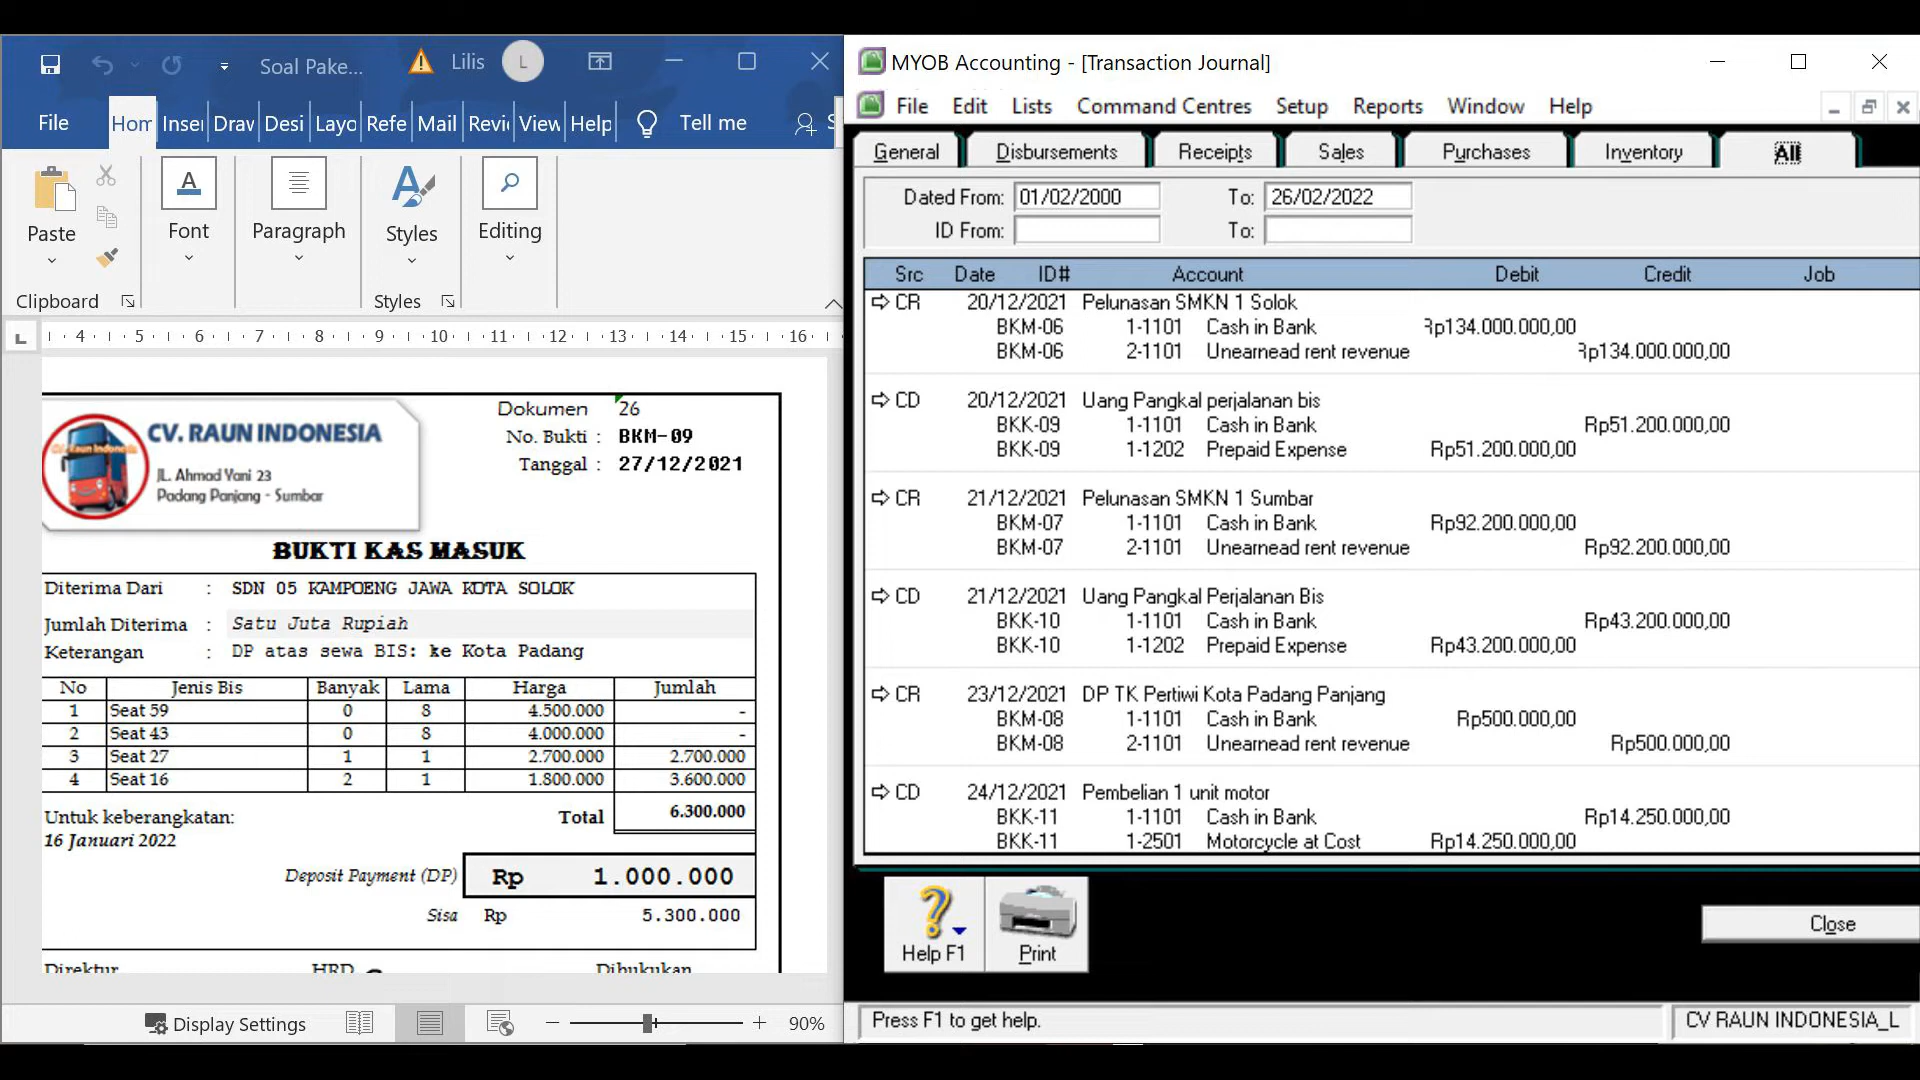 Soal Pake...
Lilis
L
File
Hom
Inser
Drav
Desi
Layo
Refe
Mail
Revi
View
Help
Tell me
Paste
Font
Paragraph
Styles
Editing
Clipboard
Styles
4 5 6 7 8 9 10 11 12 13 14 15 16
CV. RAUN INDONESIA
JL. Ahmad Yani 23
Padang Panjang - Sumbar
Dokumen 26
No. Bukti : BKM-09
Tanggal : 27/12/2021
BUKTI KAS MASUK
Diterima Dari : SDN 05 KAMPOENG JAWA KOTA SOLOK
Jumlah Diterima : Satu Juta Rupiah
Keterangan : DP atas sewa BIS: ke Kota Padang
No Jenis Bis Banyak Lama Harga Jumlah
1 Seat 59 0 8 4.500.000 -
2 Seat 43 0 8 4.000.000 -
3 Seat 27 1 1 2.700.000 2.700.000
4 Seat 16 2 1 1.800.000 3.600.000
Untuk keberangkatan: Total 6.300.000
16 Januari 2022
Deposit Payment (DP) Rp 1.000.000
Sisa Rp 5.300.000
Direktur HRD Dibukukan
Display Settings
90%
MYOB Accounting - [Transaction Journal]
File Edit Lists Command Centres Setup Reports Window Help
General Disbursements Receipts Sales Purchases Inventory All
Dated From: 01/02/2000 To: 26/02/2022
ID From: To:
Src Date ID# Account Debit Credit Job
CR 20/12/2021 Pelunasan SMKN 1 Solok
BKM-06 1-1101 Cash in Bank Rp134.000.000,00
BKM-06 2-1101 Unearnead rent revenue Rp134.000.000,00
CD 20/12/2021 Uang Pangkal perjalanan bis
BKK-09 1-1101 Cash in Bank Rp51.200.000,00
BKK-09 1-1202 Prepaid Expense Rp51.200.000,00
CR 21/12/2021 Pelunasan SMKN 1 Sumbar
BKM-07 1-1101 Cash in Bank Rp92.200.000,00
BKM-07 2-1101 Unearnead rent revenue Rp92.200.000,00
CD 21/12/2021 Uang Pangkal Perjalanan Bis
BKK-10 1-1101 Cash in Bank Rp43.200.000,00
BKK-10 1-1202 Prepaid Expense Rp43.200.000,00
CR 23/12/2021 DP TK Pertiwi Kota Padang Panjang
BKM-08 1-1101 Cash in Bank Rp500.000,00
BKM-08 2-1101 Unearnead rent revenue Rp500.000,00
CD 24/12/2021 Pembelian 1 unit motor
BKK-11 1-1101 Cash in Bank Rp14.250.000,00
BKK-11 1-2501 Motorcycle at Cost Rp14.250.000,00
Help F1
Print
Close
Press F1 to get help.
CV RAUN INDONESIA_L